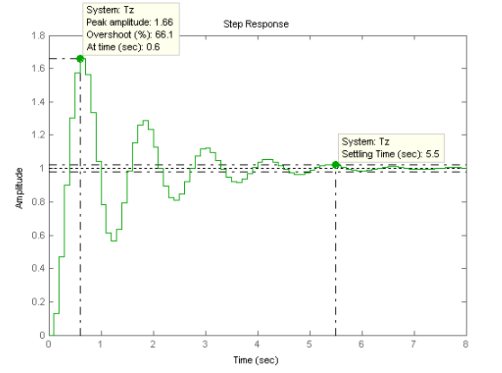 System: Tz
Peak amplitude: 1.66
Overshoot (%): 66.1
At time (sec): 0.6
Step Response
1.8
1.6
1.4
1.2
1
0.8
0.6
0.4
0.2
0
System: Tz
Settling Time (sec): 5.5
Amplitude
0 1 2 3 4 5 6 7 8
Time (sec)